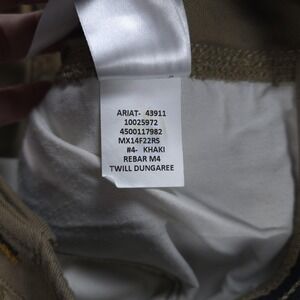 ARIAT- 43911
10025972
4500117982
MX14F22RS
#4- KHAKI
REBAR M4
TWILL DUNGAREE